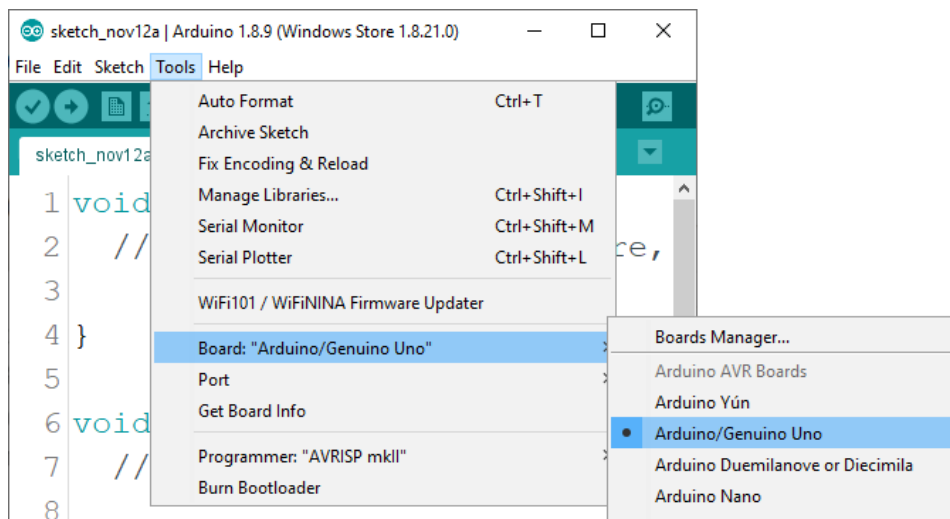 sketch_nov12a | Arduino 1.8.9 (Windows Store 1.8.21.0)
File Edit Sketch Tools Help
sketch_nov12a
Auto Format Ctrl+T
Archive Sketch
Fix Encoding & Reload
Manage Libraries... Ctrl+Shift+I
Serial Monitor Ctrl+Shift+M
Serial Plotter Ctrl+Shift+L
WiFi101 / WiFiNINA Firmware Updater
Board: "Arduino/Genuino Uno"
Port
Get Board Info
Programmer: "AVRISP mkII"
Burn Bootloader
Boards Manager...
Arduino AVR Boards
Arduino Yún
Arduino/Genuino Uno
Arduino Duemilanove or Diecimila
Arduino Nano
1 void
2 // re,
3
4 }
5
6 void
7 //
8